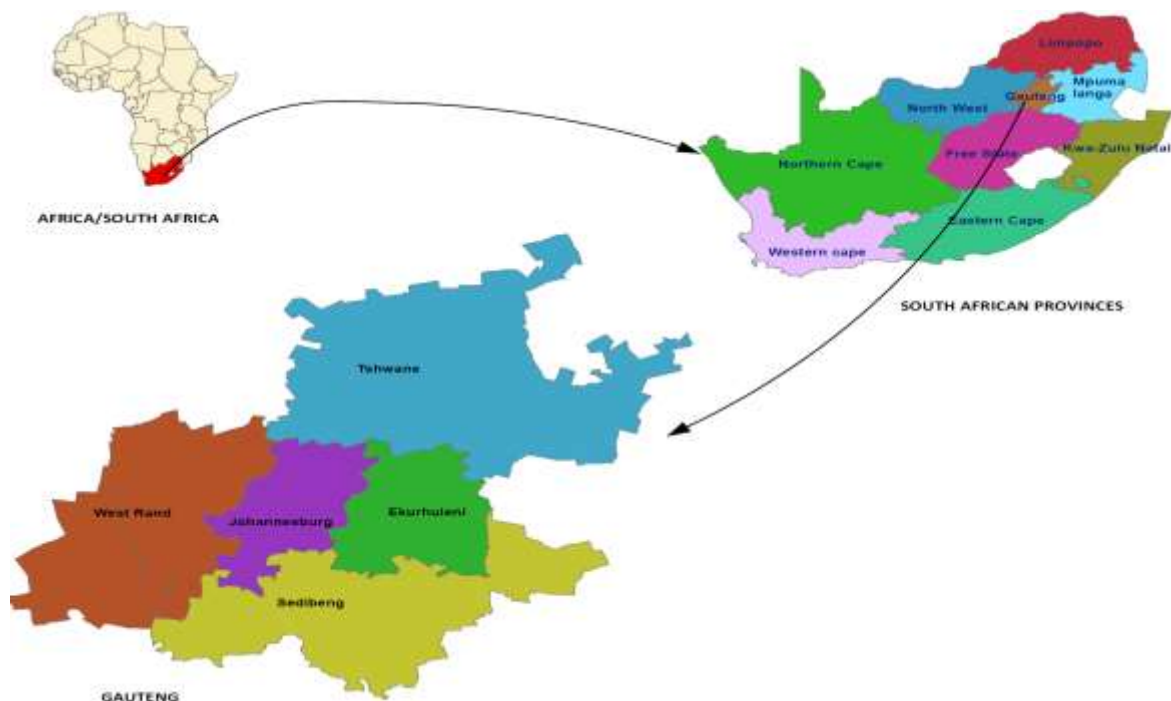 Limpopo
Mpuma
langa
Gauteng
North West
Free State
Kwa-Zulu Natal
Northern Cape
Eastern Cape
Western cape
AFRICA/SOUTH AFRICA
SOUTH AFRICAN PROVINCES
Tshwane
West Rand
Johannesburg
Ekurhuleni
Sedibeng
GAUTENG